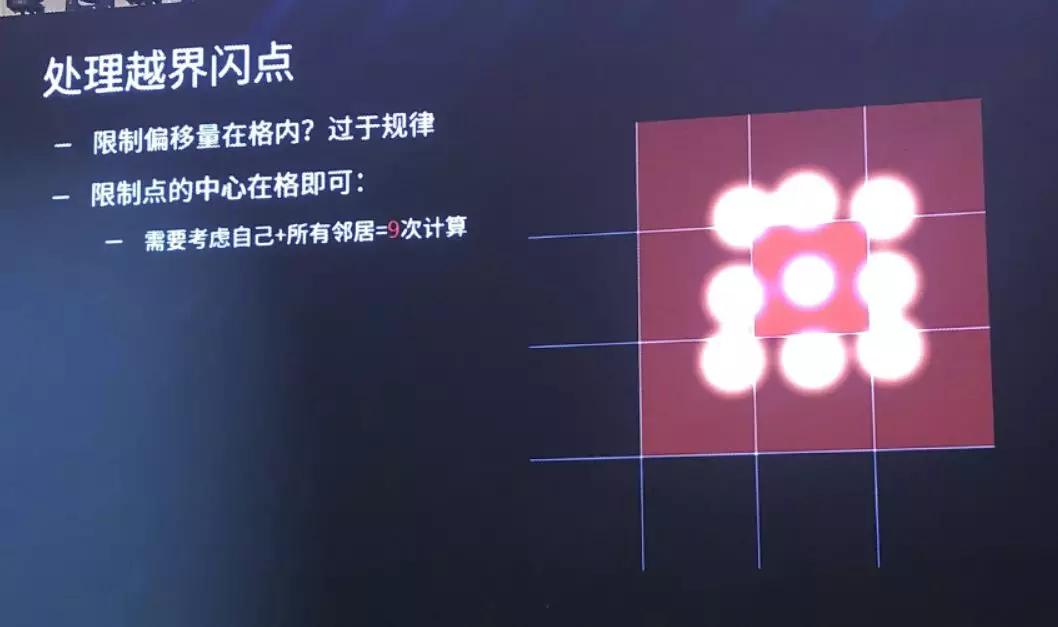 处理越界闪点
— 限制偏移量在格内？过于规律
— 限制点的中心在格即可：
— 需要考虑自己+所有邻居=9次计算